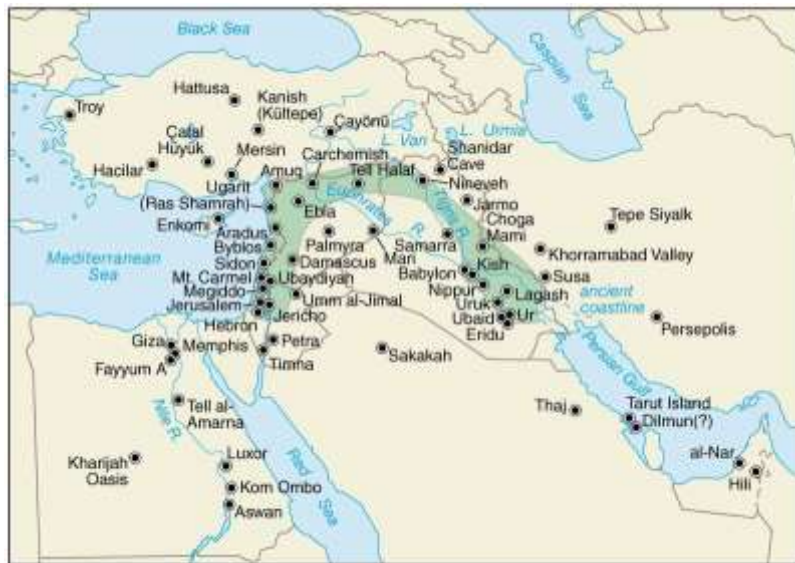 Black Sea
Caspian
Sea
Hattusa
Troy
Kanish
(Kültepe)
Çayönü
L. Van
L. Urmia
Çatal
Hüyük
Mersin
Hacilar
Carchemish
Shanidar
Cave
Amuq
Tell Halaf
Nineveh
Ugarit
(Ras Shamrah)
Jarmo
Enkomi
Ebla
Euphrates
R.
Tigris R.
Choga
Mami
Tepe Siyalk
Aradus
Byblos
Palmyra
Mari
Samarra
Khorramabad Valley
Mediterranean
Sea
Sidon
Damascus
Babylon
Kish
Susa
Mt. Carmel
Ubaydiyan
Nippur
Lagash
ancient
coastline
Megiddo
Umm al-Jimal
Uruk
Jerusalem
Jericho
Ubaid
Ur
Persepolis
Hebron
Eridu
Giza
Memphis
Petra
Sakakah
Fayyum A
Timna
Persian Gulf
Nile R.
Tell al-
Amarna
Thaj
Tarut Island
Dilmun(?)
Kharijah
Oasis
Luxor
Red
Sea
al-Nar
Hili
Kom Ombo
Aswan